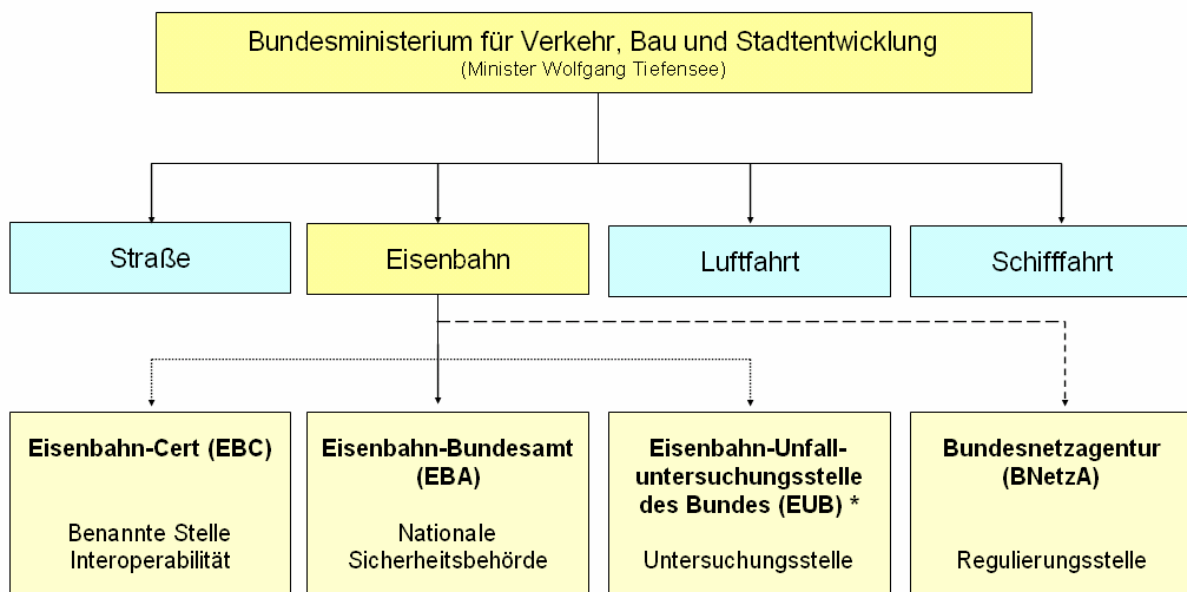 Bundesministerium für Verkehr, Bau und Stadtentwicklung
(Minister Wolfgang Tiefensee)
Straße
Eisenbahn
Luftfahrt
Schifffahrt
Eisenbahn-Cert (EBC)
Benannte Stelle
Interoperabilität
Eisenbahn-Bundesamt
(EBA)
Nationale
Sicherheitsbehörde
Eisenbahn-Unfall-
untersuchungsstelle
des Bundes (EUB) *
Untersuchungsstelle
Bundesnetzagentur
(BNetzA)
Regulierungsstelle